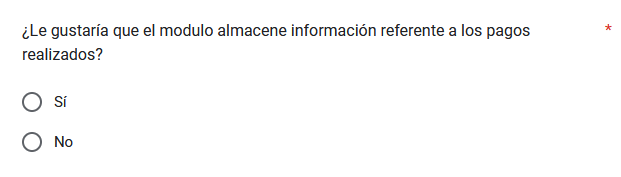 ¿Le gustaría que el modulo almacene información referente a los pagos *
realizados?
Sí
No